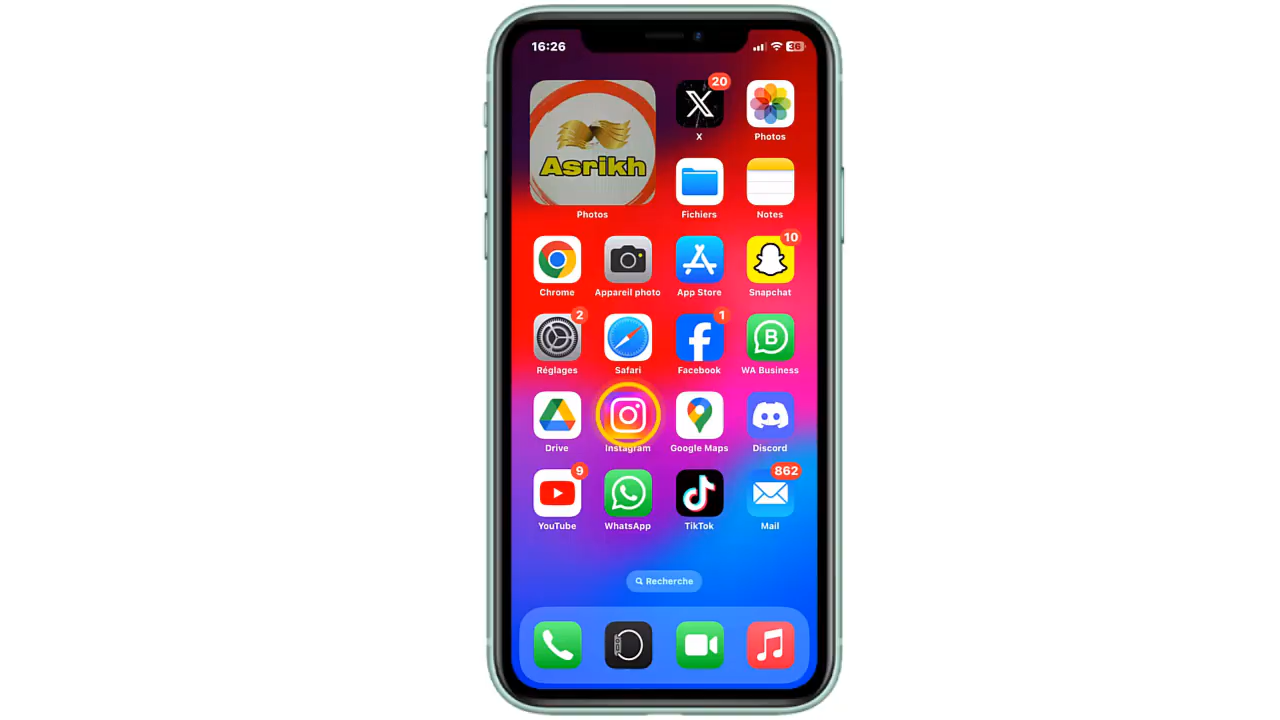 16:26
36
Asrikh
20
X
Photos
Photos
Fichiers
Notes
10
Chrome
Appareil photo
App Store
Snapchat
2
1
B
Réglages
Safari
Facebook
WA Business
Drive
Instagram
Google Maps
Discord
9
862
YouTube
WhatsApp
TikTok
Mail
Recherche